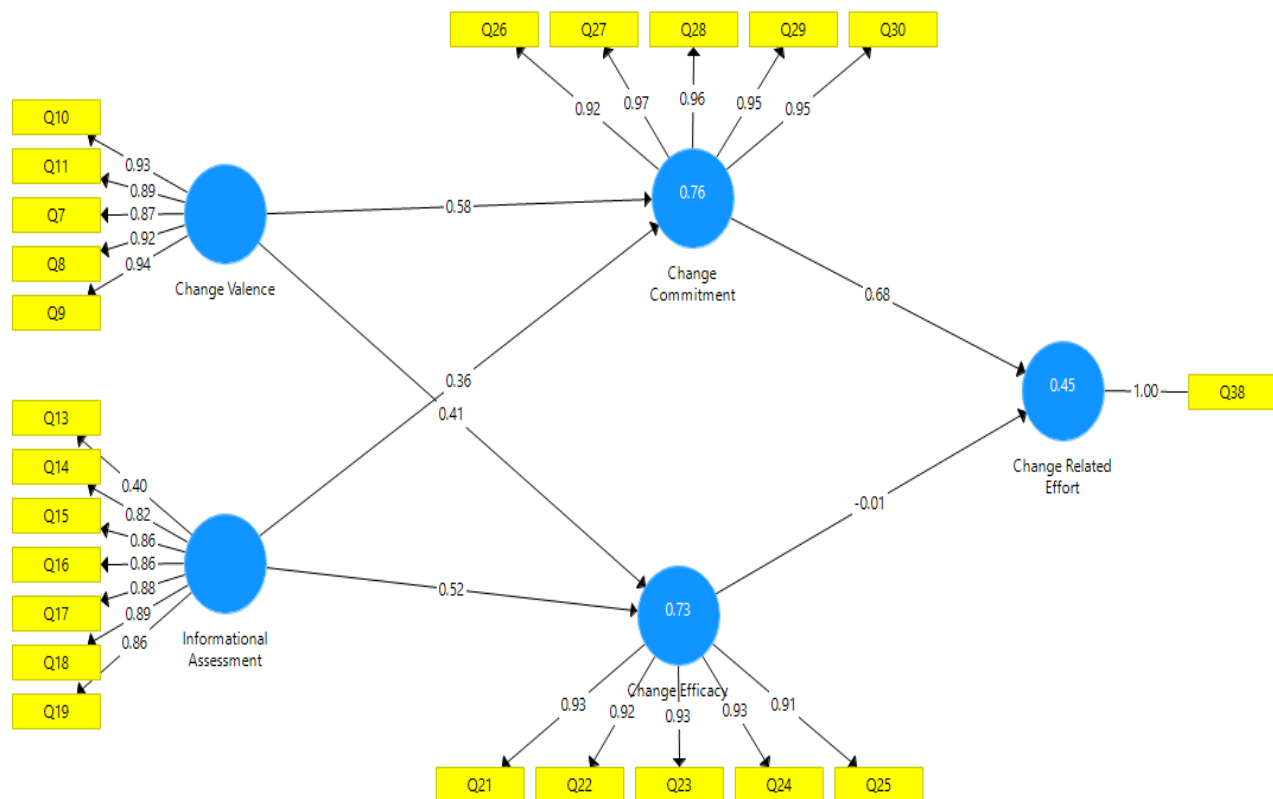 Q26
Q27
Q28
Q29
Q30
0.92
0.97
0.96
0.95
0.95
Q10
Q11
Q7
Q8
Q9
0.93
0.89
0.87
0.92
0.94
Change Valence
0.58
0.76
Change
Commitment
0.68
0.36
0.41
0.45
1.00
Q38
Change Related
Effort
Q13
Q14
Q15
Q16
Q17
Q18
Q19
0.40
0.82
0.86
0.86
0.88
0.89
0.86
Informational
Assessment
0.52
-0.01
0.73
Change Efficacy
0.93
0.92
0.93
0.93
0.91
Q21
Q22
Q23
Q24
Q25